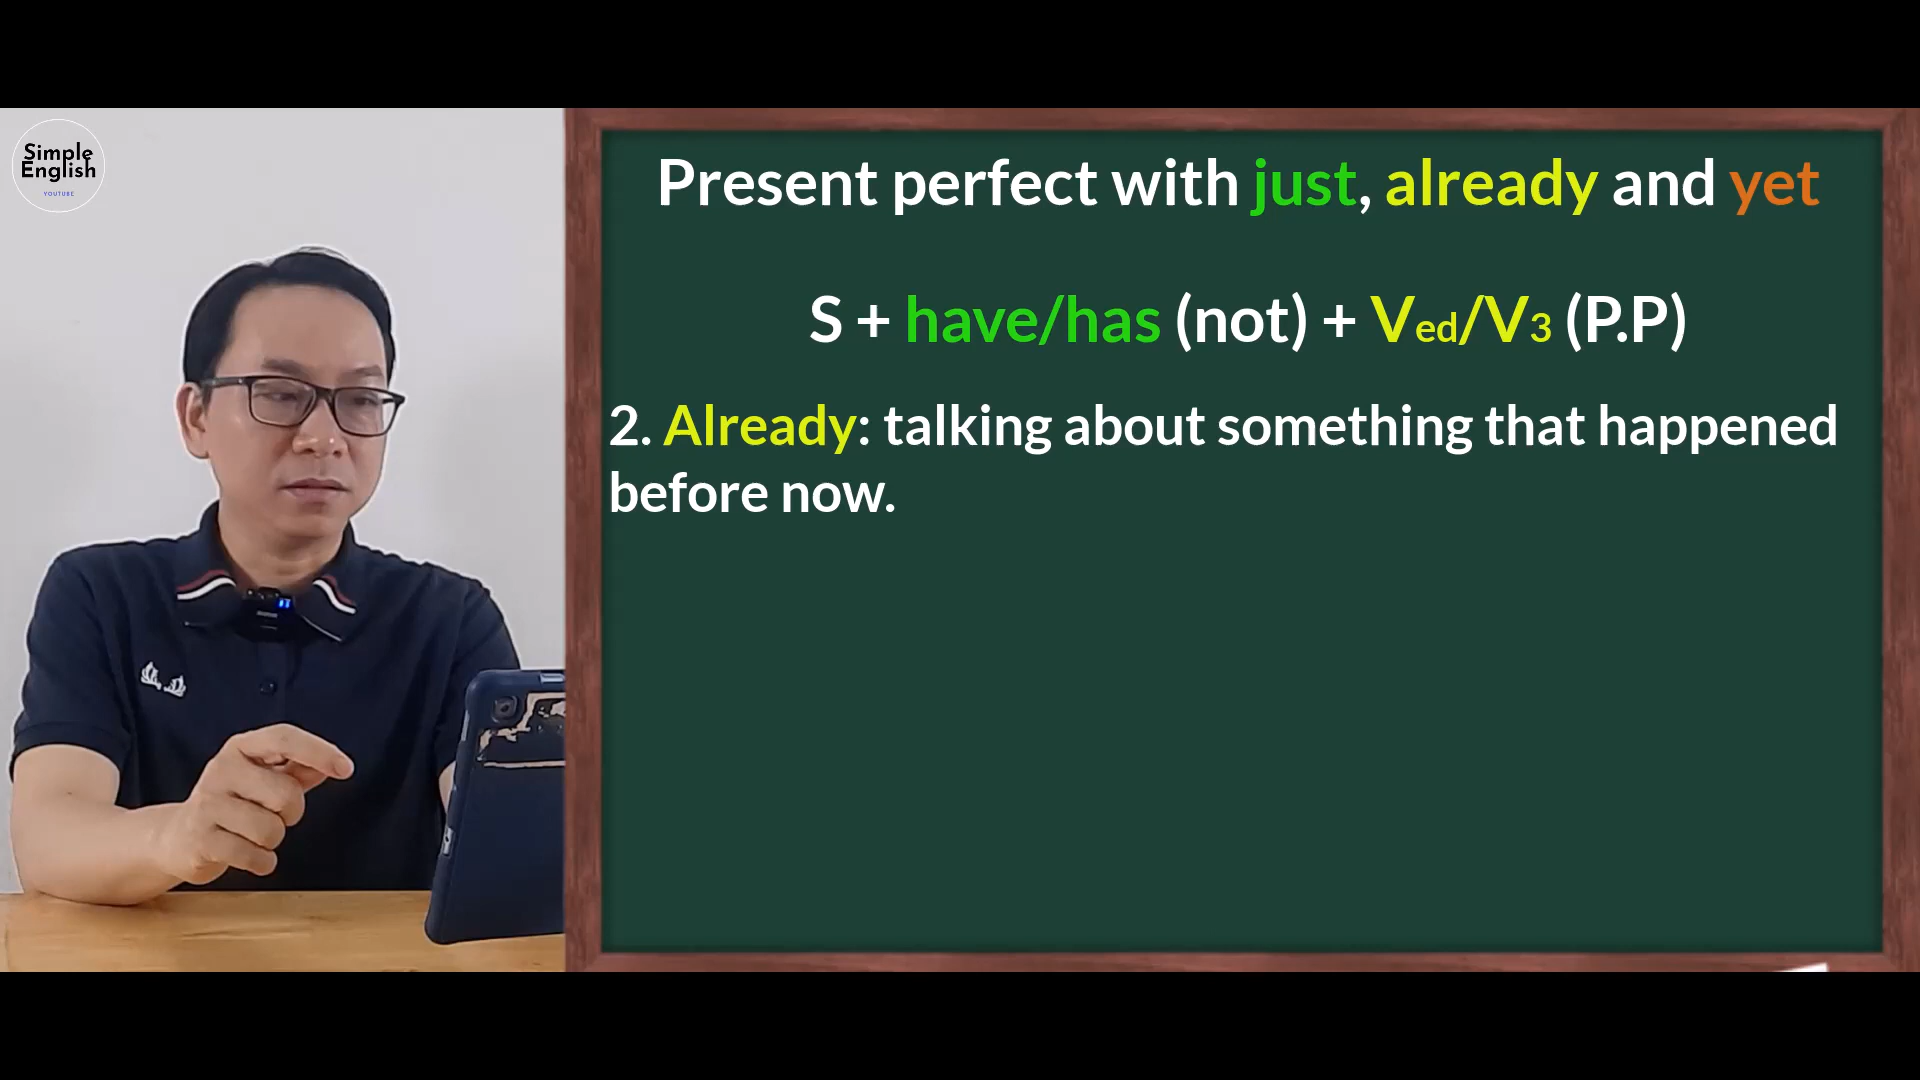 Simple
English
YOUTUBE
Present perfect with just, already and yet
S + have/has (not) + Ved/V3 (P.P)
2. Already: talking about something that happened
before now.